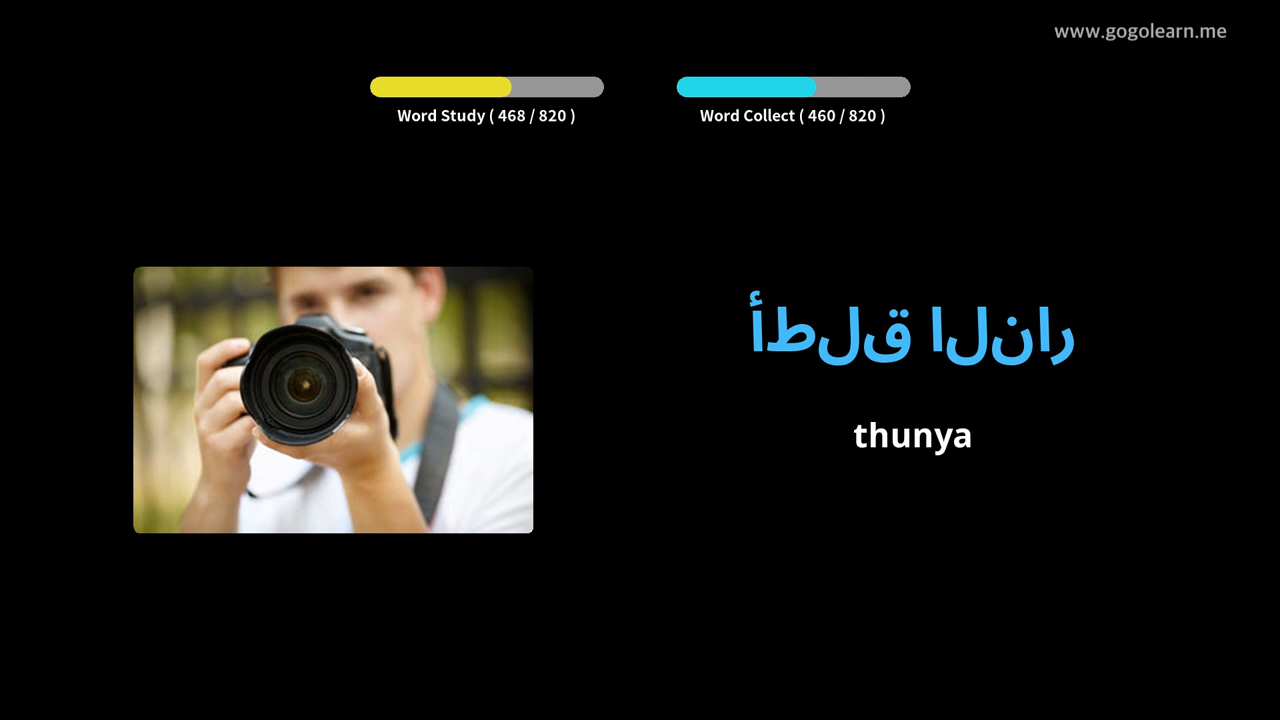 www.gogolearn.me
Word Study ( 468 / 820 )
Word Collect ( 460 / 820 )
أطلق النار
thunya